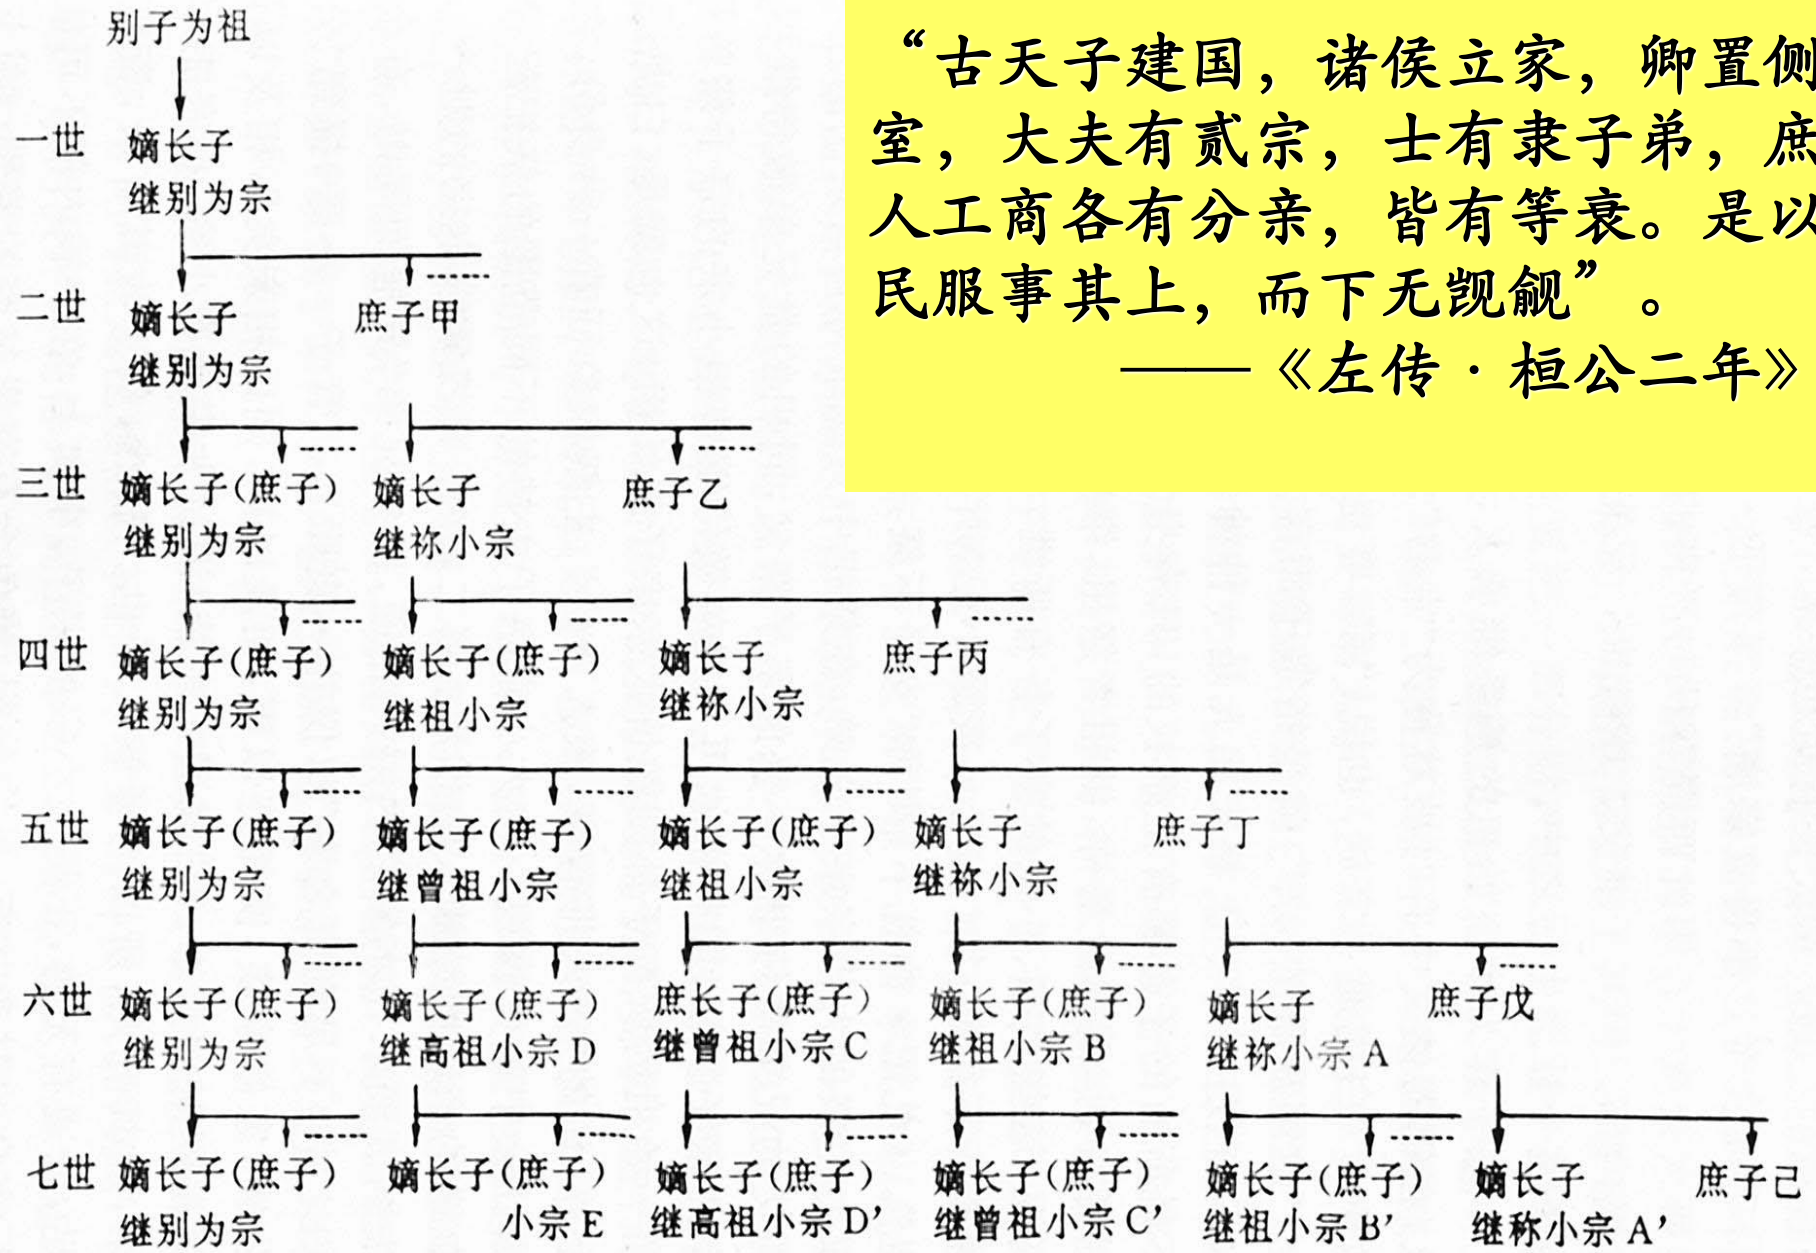 别子为祖
“古天子建国，诸侯立家，卿置侧
室，大夫有贰宗，士有隶子弟，庶
人工商各有分亲，皆有等衰。是以
民服事其上，而下无觊觎”。
——《左传·桓公二年》
一世 嫡长子
继别为宗
二世 嫡长子 庶子甲
继别为宗
三世 嫡长子(庶子) 嫡长子 庶子乙
继别为宗 继祢小宗
四世 嫡长子(庶子) 嫡长子(庶子) 嫡长子 庶子丙
继别为宗 继祖小宗 继祢小宗
五世 嫡长子(庶子) 嫡长子(庶子) 嫡长子(庶子) 嫡长子 庶子丁
继别为宗 继曾祖小宗 继祖小宗 继祢小宗
六世 嫡长子(庶子) 嫡长子(庶子) 庶长子(庶子) 嫡长子(庶子) 嫡长子 庶子戊
继别为宗 继高祖小宗 D 继曾祖小宗 C 继祖小宗 B 继祢小宗 A
七世 嫡长子(庶子) 嫡长子(庶子) 嫡长子(庶子) 嫡长子(庶子) 嫡长子(庶子) 嫡长子 庶子己
继别为宗 小宗 E 继高祖小宗 D’ 继曾祖小宗 C’ 继祖小宗 B’ 继称小宗 A’